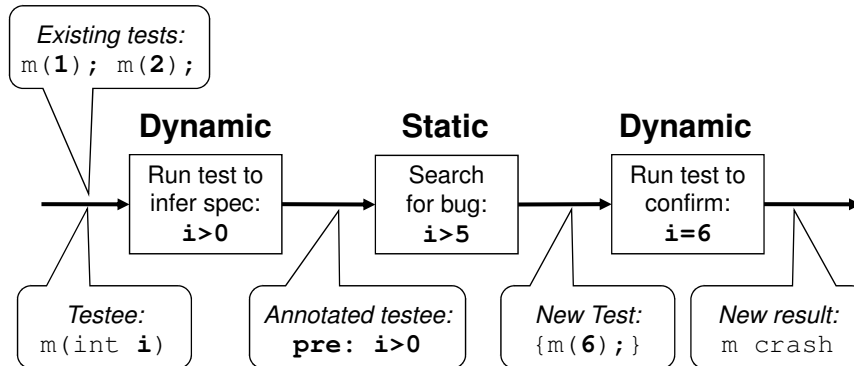 Existing tests:
m(1); m(2);
Dynamic
Static
Dynamic
Run test to
infer spec:
i>0
Search
for bug:
i>5
Run test to
confirm:
i=6
Testee:
m(int i)
Annotated testee:
pre: i>0
New Test:
{m(6);}
New result:
m crash